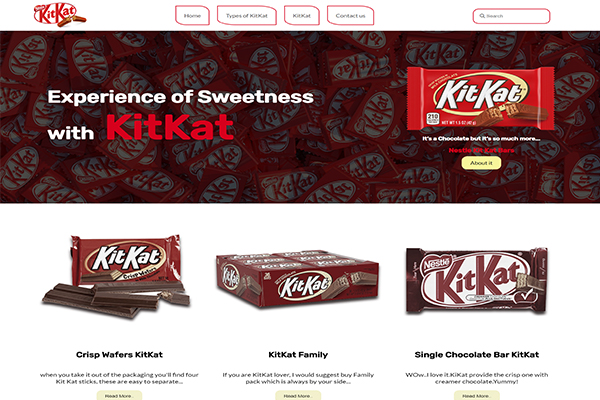 KitKat
Home
Types of KitKat
KitKat
Contact us
Search
Experience of Sweetness
with KitKat
KitKat
210
NET WT 1.5 OZ (42 g)
It's a Chocolate but it's so much more...
Nestle Kit Kat Bars
About it
KitKat
Crisp Wafers
KitKat
Nestle
KitKat
Crisp Wafers KitKat
KitKat Family
Single Chocolate Bar KitKat
when you take it out of the packaging you'll find four
Kit Kat sticks, these are easy to separate...
If you are KitKat lover, I would suggest buy Family
pack which is always by your side...
WOw..I love it.KiKat provide the crisp one with
creamer chocolate.Yummy!
Read More..
Read More..
Read More..